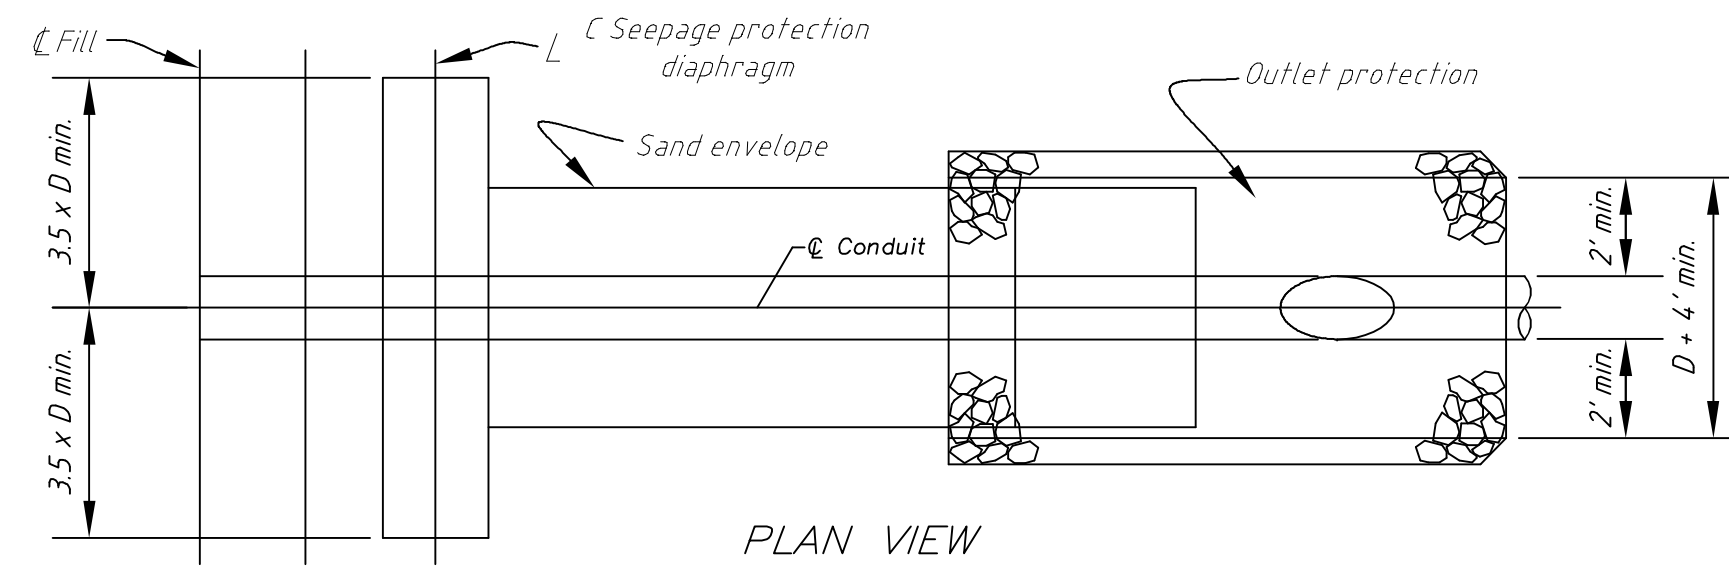 ℄ Fill
L C Seepage protection
diaphragm
Outlet protection
Sand envelope
3.5 x D min.
℄ Conduit
2' min.
D + 4' min.
3.5 x D min.
2' min.
PLAN VIEW